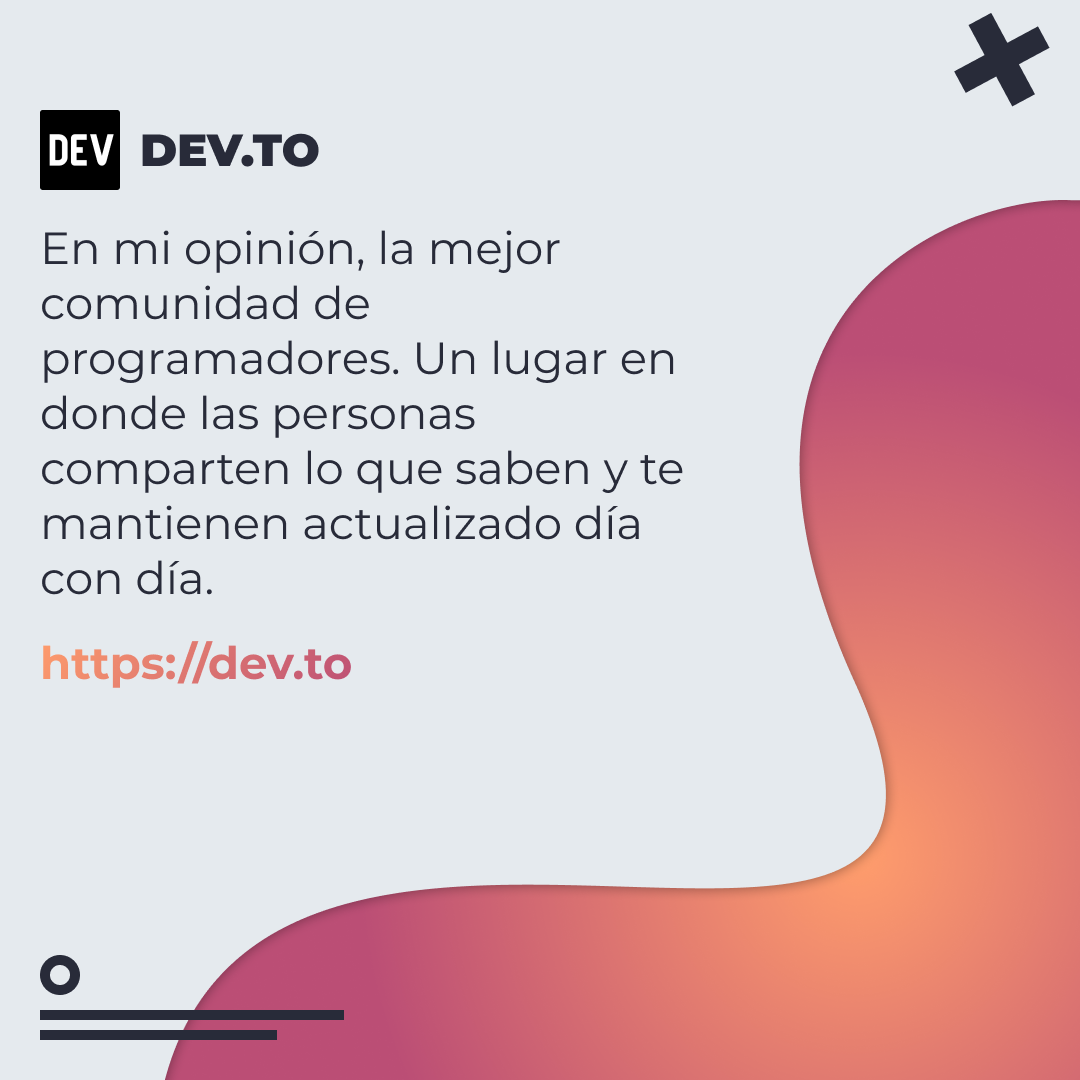 DEV DEV.TO
En mi opinión, la mejor
comunidad de
programadores. Un lugar en
donde las personas
comparten lo que saben y te
mantienen actualizado día
con día.
https://dev.to